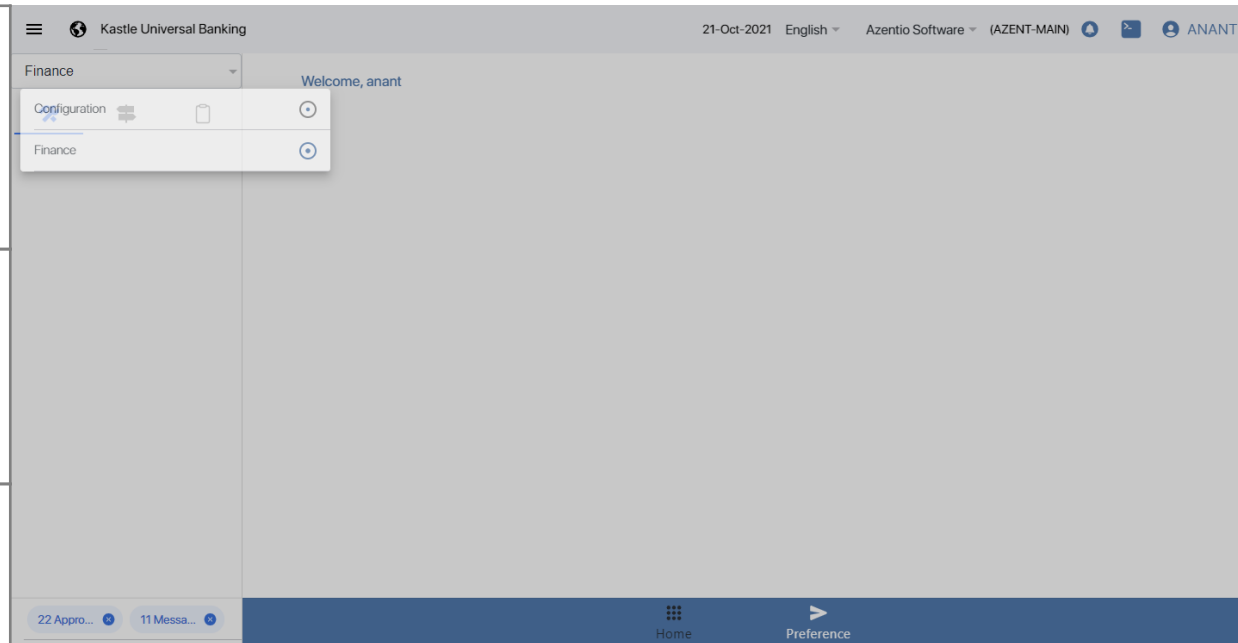 Kastle Universal Banking 21-Oct-2021 English Azentio Software (AZENT-MAIN) ANANT
Finance
Welcome, anant
Configuration
Finance
22 Appro... 11 Messa...
Home Preference